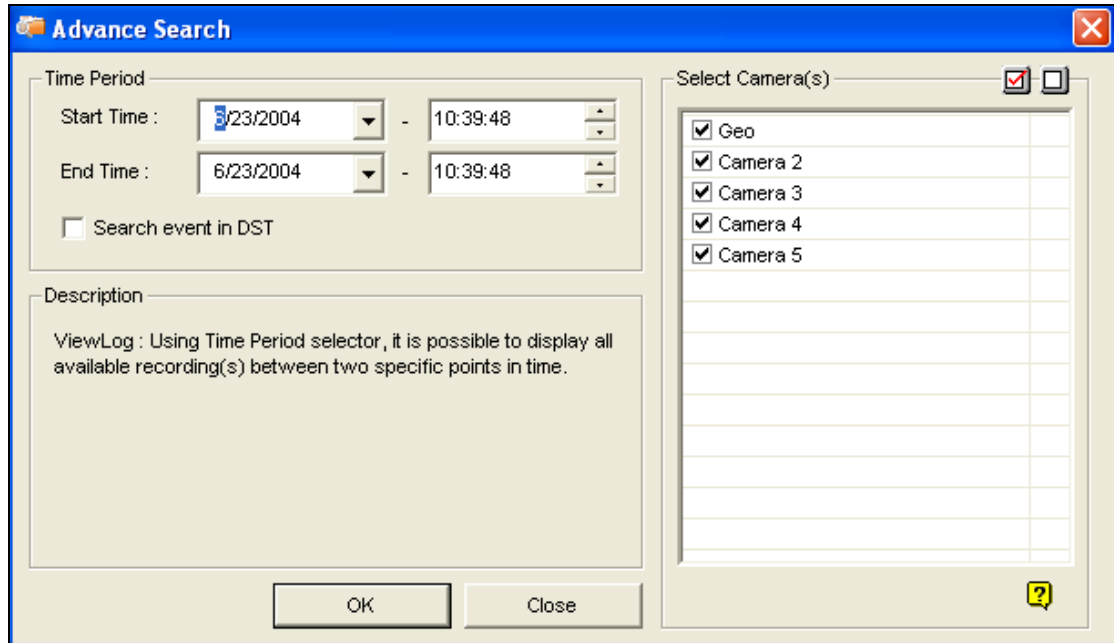 Advance Search
Time Period
Start Time :
6/23/2004 - 10:39:48
End Time :
6/23/2004 - 10:39:48
Search event in DST
Description
ViewLog : Using Time Period selector, it is possible to display all
available recording(s) between two specific points in time.
OK
Close
Select Camera(s)
Geo
Camera 2
Camera 3
Camera 4
Camera 5
?